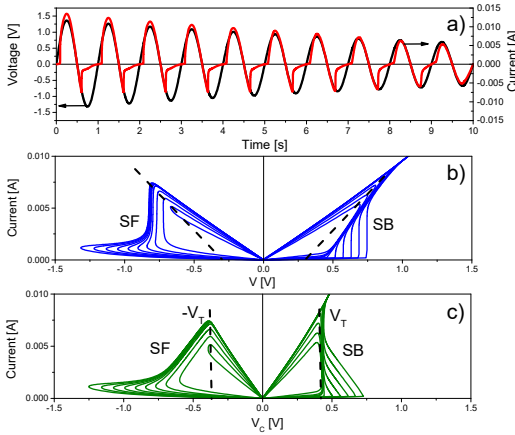 a)
Voltage [V]
1.5
1.0
0.5
0.0
-0.5
-1.0
-1.5
0.015
0.010
0.005
0.000
-0.005
-0.010
-0.015
Current [A]
0 1 2 3 4 5 6 7 8 9 10
Time [s]
b)
Current [A]
0.010
0.005
0.000
SF
SB
-1.5 -1.0 -0.5 0.0 0.5 1.0 1.5
V [V]
c)
Current [A]
0.010
0.005
0.000
-V_T
V_T
SF
SB
-1.5 -1.0 -0.5 0.0 0.5 1.0 1.5
V_C [V]